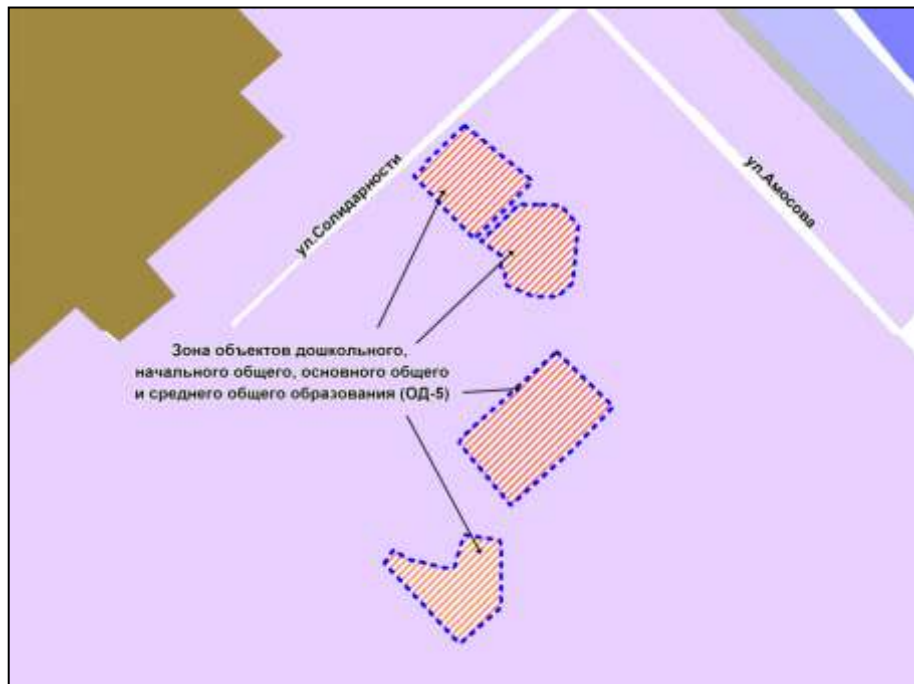 ул.Солидарности
ул.Амосова
Зона объектов дошкольного,
начального общего, основного общего
и среднего общего образования (ОД-5)